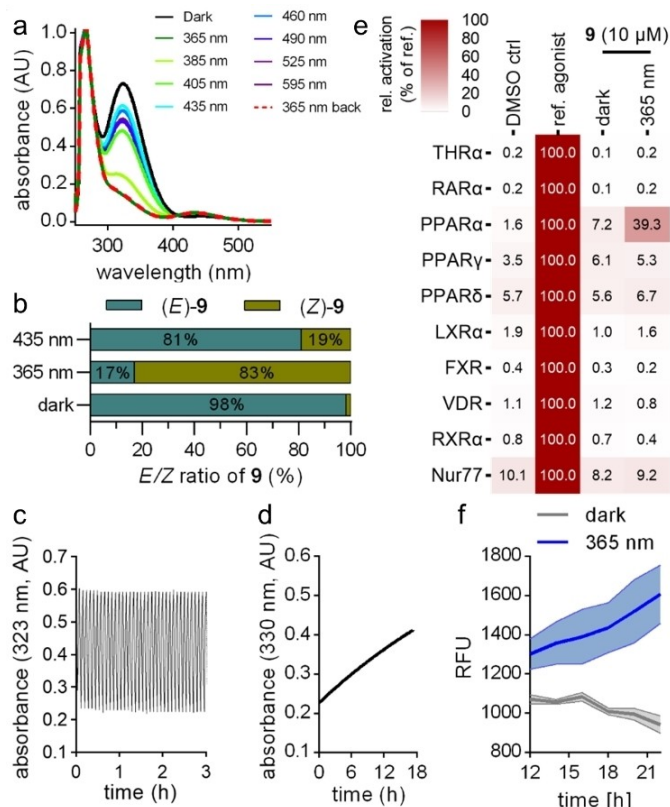 a
absorbance (AU)
1.0
0.8
0.6
0.4
0.2
0.0
300 400 500
wavelength (nm)
Dark
365 nm
385 nm
405 nm
435 nm
460 nm
490 nm
525 nm
595 nm
365 nm back
b
(E)-9 (Z)-9
435 nm 81% 19%
365 nm 17% 83%
dark 98%
0 20 40 60 80 100
E/Z ratio of 9 (%)
c
absorbance (323 nm, AU)
0.7
0.6
0.5
0.4
0.3
0.2
0.1
0 1 2 3
time (h)
d
absorbance (330 nm, AU)
0.6
0.5
0.4
0.3
0.2
0.1
0 6 12 18
time (h)
e
rel. activation
(% of ref.)
100
80
60
40
20
0
9 (10 µM)
DMSO ctrl ref. agonist dark 365 nm
THRα 0.2 100.0 0.1 0.2
RARα 0.2 100.0 0.1 0.2
PPARα 1.6 100.0 7.2 39.3
PPARγ 3.5 100.0 6.1 5.3
PPARδ 5.7 100.0 5.6 6.7
LXRα 1.9 100.0 1.0 1.6
FXR 0.4 100.0 0.3 0.2
VDR 1.1 100.0 1.2 0.8
RXRα 0.8 100.0 0.7 0.4
Nur77 10.1 100.0 8.2 9.2
f
dark
365 nm
RFU
1800
1600
1400
1200
1000
800
12 15 18 21
time [h]